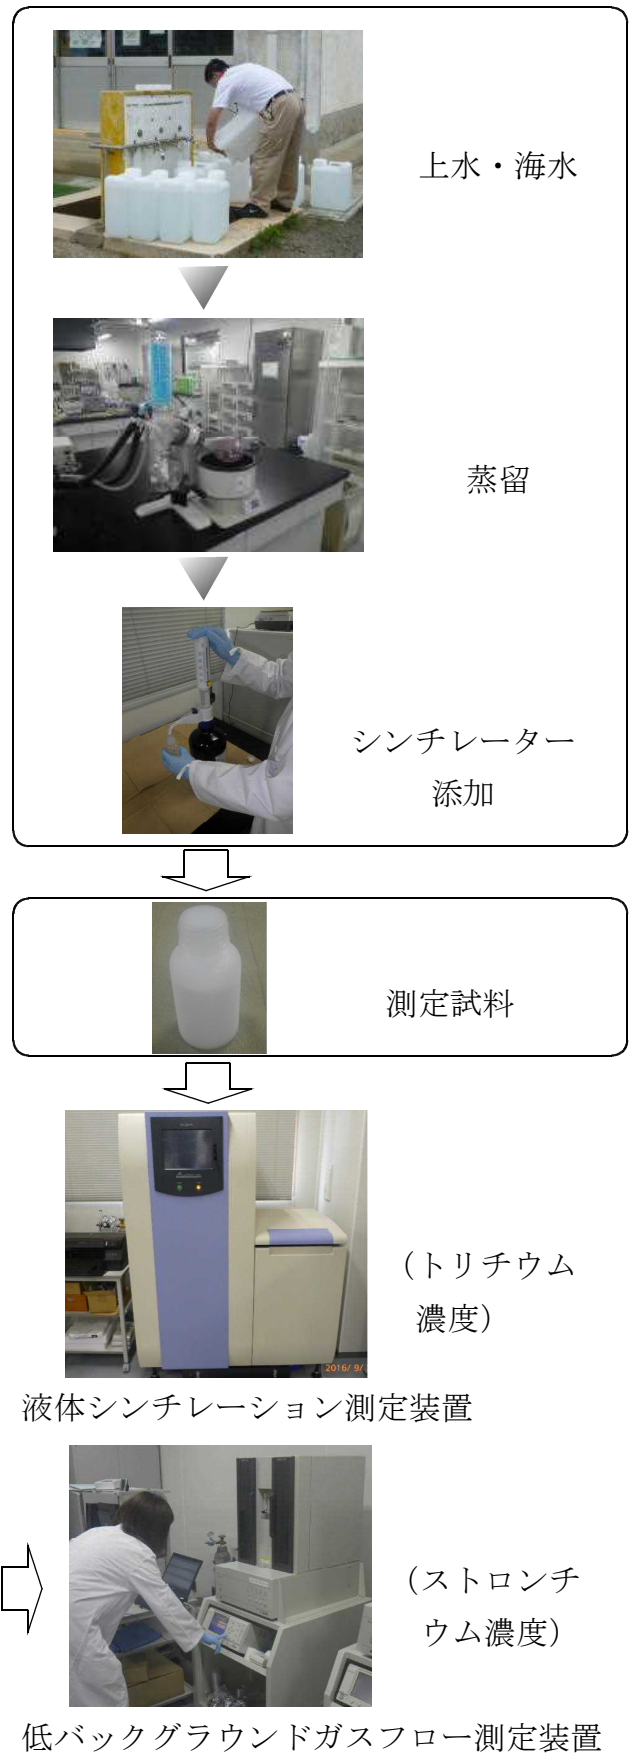 上水・海水
蒸留
シンチレーター
添加
測定試料
(トリチウム
濃度)
2016/ 9/
液体シンチレーション測定装置
(ストロンチ
ウム濃度)
低バックグラウンドガスフロー測定装置